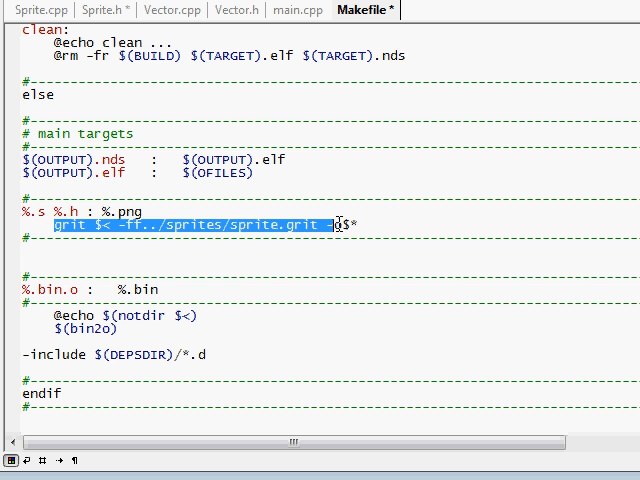 Sprite.cpp Sprite.h * Vector.cpp Vector.h main.cpp Makefile *
clean:
@echo clean ...
@rm -fr $(BUILD) $(TARGET).elf $(TARGET).nds
#---------------------------------------------------------------------------------
else
#---------------------------------------------------------------------------------
# main targets
#---------------------------------------------------------------------------------
$(OUTPUT).nds : $(OUTPUT).elf
$(OUTPUT).elf : $(OFILES)
#---------------------------------------------------------------------------------
%.s %.h : %.png
grit $< -ff../sprites/sprite.grit -o$*
#---------------------------------------------------------------------------------
#---------------------------------------------------------------------------------
%.bin.o : %.bin
#---------------------------------------------------------------------------------
@echo $(notdir $<)
$(bin2o)
-include $(DEPSDIR)/*.d
#---------------------------------------------------------------------------------
endif
#---------------------------------------------------------------------------------